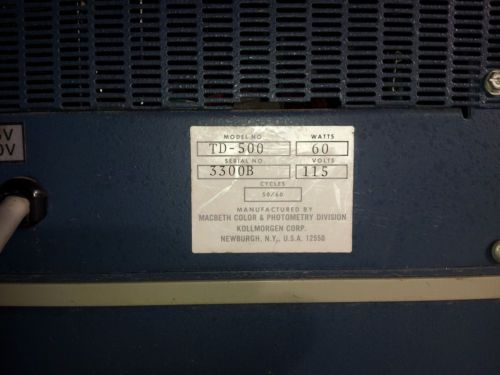 V
0V
MODEL NO. WATTS
TD-500 60
SERIAL NO. VOLTS
3300B 115
CYCLES
50/60
MANUFACTURED BY
MACBETH COLOR & PHOTOMETRY DIVISION
KOLLMORGEN CORP.
NEWBURGH, N.Y., U.S.A. 12550